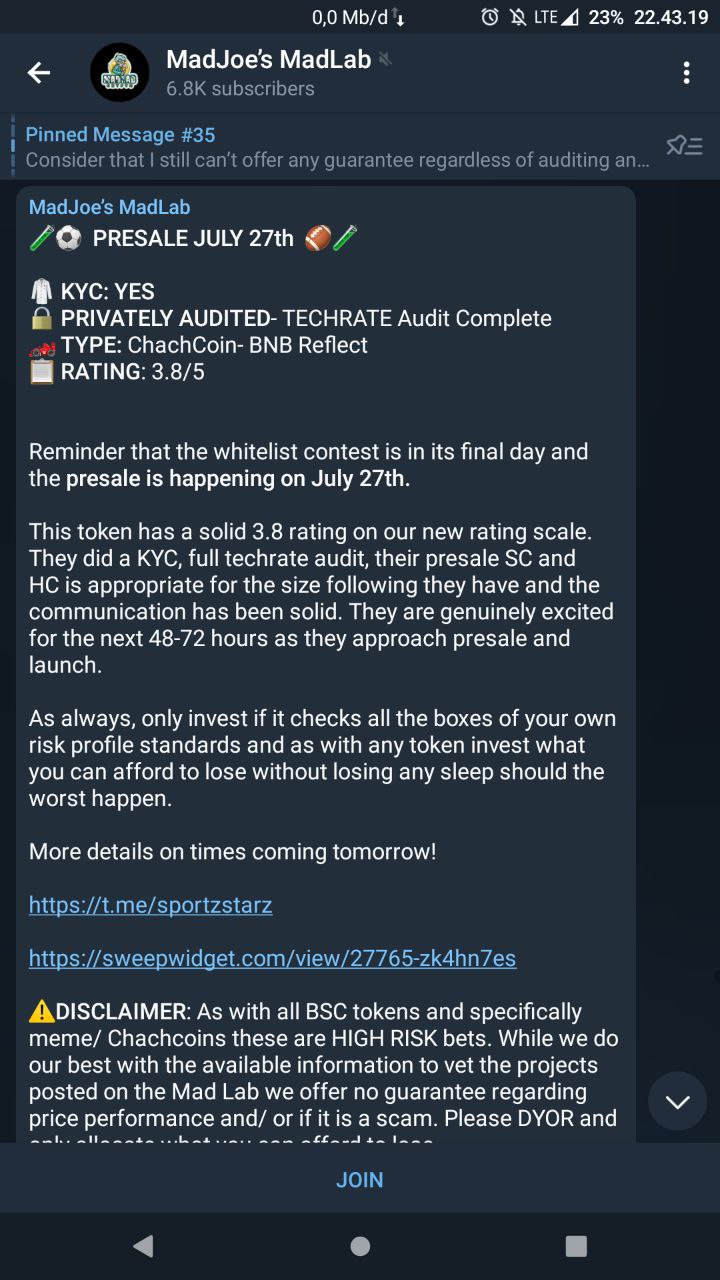 0,0 Mb/d LTE 23% 22.43.19
MadJoe's MadLab
6.8K subscribers
Pinned Message #35
Consider that I still can't offer any guarantee regardless of auditing an...
MadJoe's MadLab
PRESALE JULY 27th
KYC: YES
PRIVATELY AUDITED- TECHRATE Audit Complete
TYPE: ChachCoin- BNB Reflect
RATING: 3.8/5
Reminder that the whitelist contest is in its final day and
the presale is happening on July 27th.
This token has a solid 3.8 rating on our new rating scale.
They did a KYC, full techrate audit, their presale SC and
HC is appropriate for the size following they have and the
communication has been solid. They are genuinely excited
for the next 48-72 hours as they approach presale and
launch.
As always, only invest if it checks all the boxes of your own
risk profile standards and as with any token invest what
you can afford to lose without losing any sleep should the
worst happen.
More details on times coming tomorrow!
https://t.me/sportzstarz
https://sweepwidget.com/view/27765-zk4hn7es
⚠️DISCLAIMER: As with all BSC tokens and specifically
meme/ Chachcoins these are HIGH RISK bets. While we do
our best with the available information to vet the projects
posted on the Mad Lab we offer no guarantee regarding
price performance and/ or if it is a scam. Please DYOR and
only allocate what you can afford to lose
JOIN